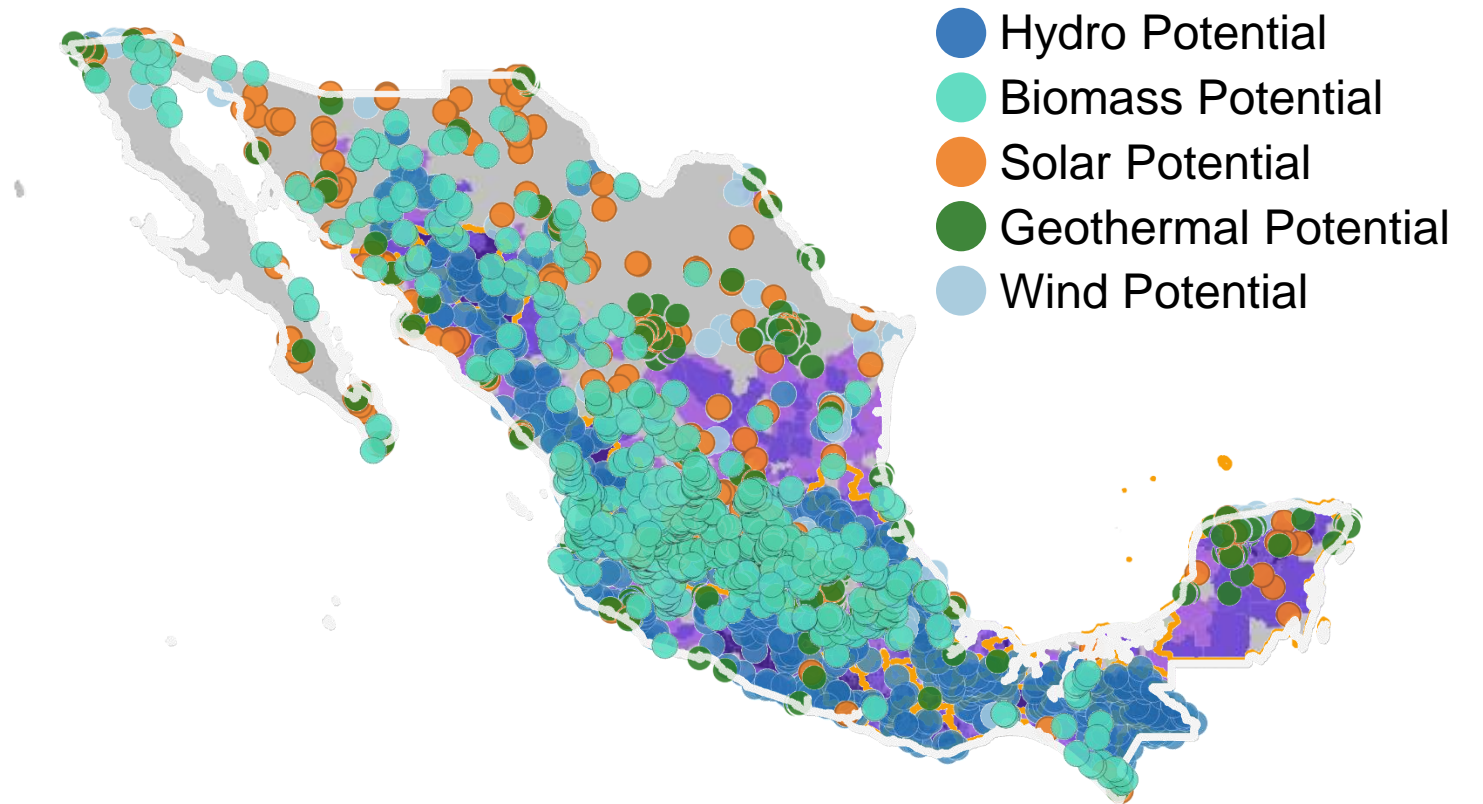 Hydro Potential
Biomass Potential
Solar Potential
Geothermal Potential
Wind Potential